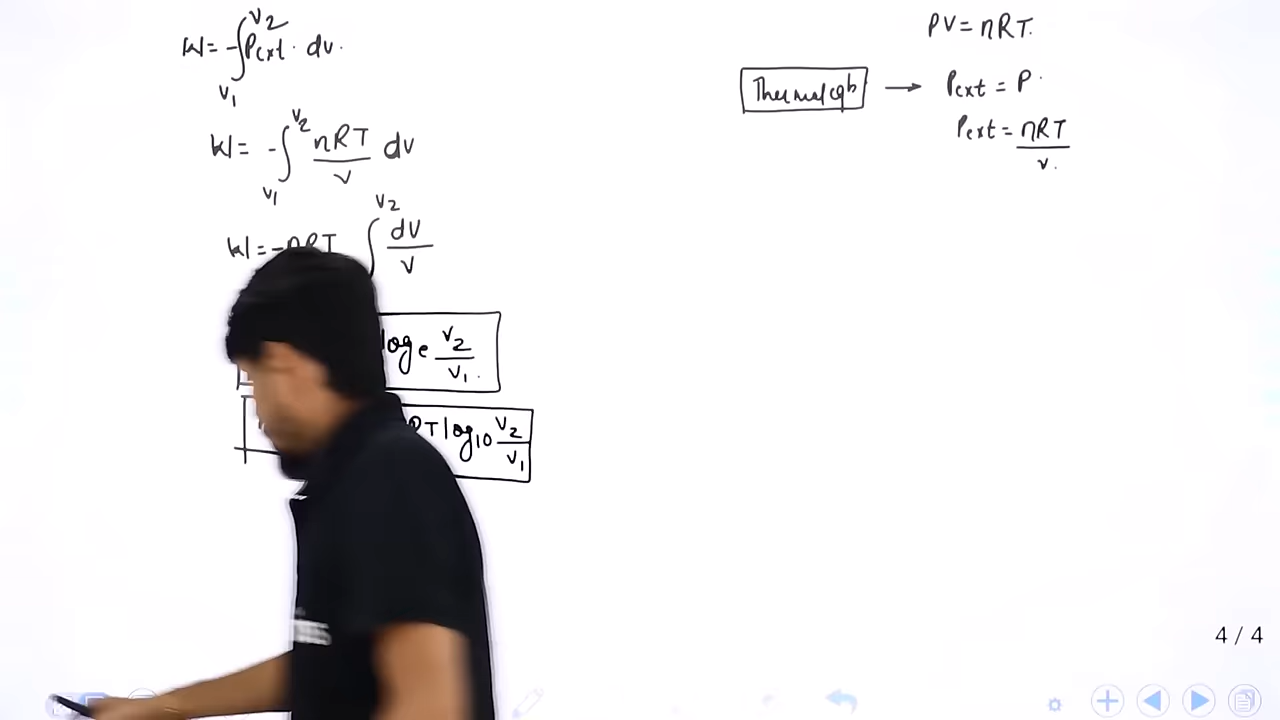 W = -∫ Pext. dv.
V2
V1
W = -∫ nRT/v dv
V2
V1
W = -nRT ∫ dv/v
V2
loge V2/V1.
RT log10 V2/V1
PV = nRT.
Thermal eqb → Pext = P.
Pext = nRT/v.
4 / 4